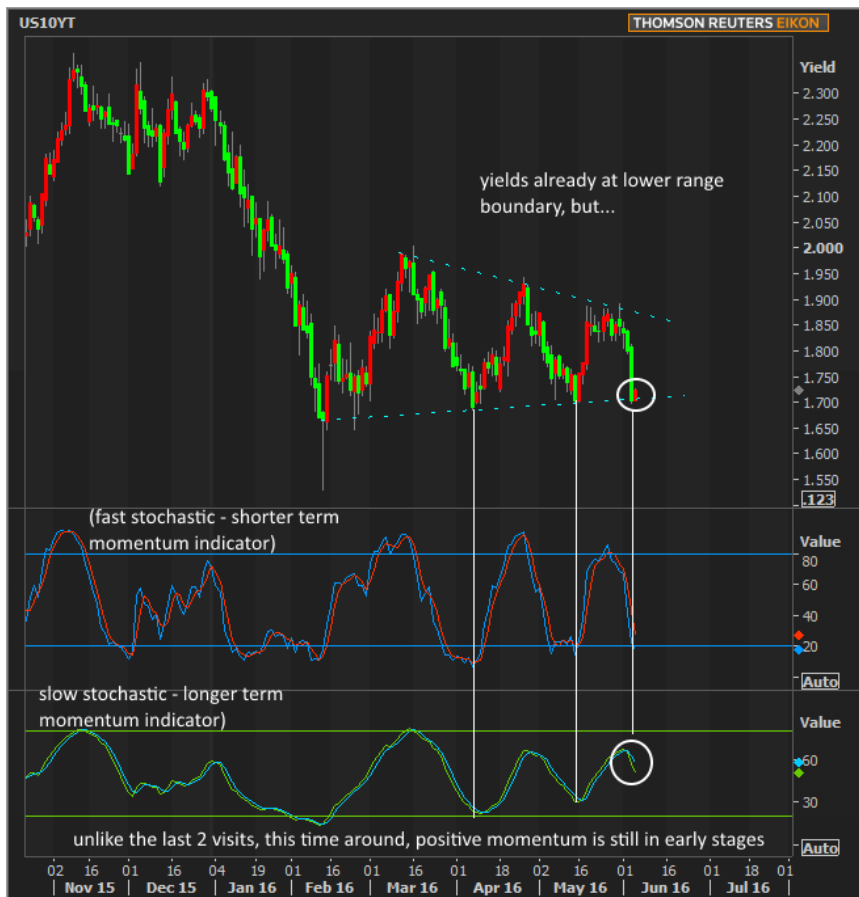 US10YT
THOMSON REUTERS EIKON
Yield
2.300
2.250
2.200
2.150
2.100
2.050
2.000
1.950
1.900
1.850
1.800
1.750
1.700
1.650
1.600
1.550
.123
yields already at lower range
boundary, but...
(fast stochastic - shorter term
momentum indicator)
Value
80
60
40
20
Auto
slow stochastic - longer term
momentum indicator)
Value
60
30
Auto
unlike the last 2 visits, this time around, positive momentum is still in early stages
02 16 01 16 04 19 01 16 01 16 01 18 02 16 01 16 01 18 01
Nov 15 Dec 15 Jan 16 Feb 16 Mar 16 Apr 16 May 16 Jun 16 Jul 16